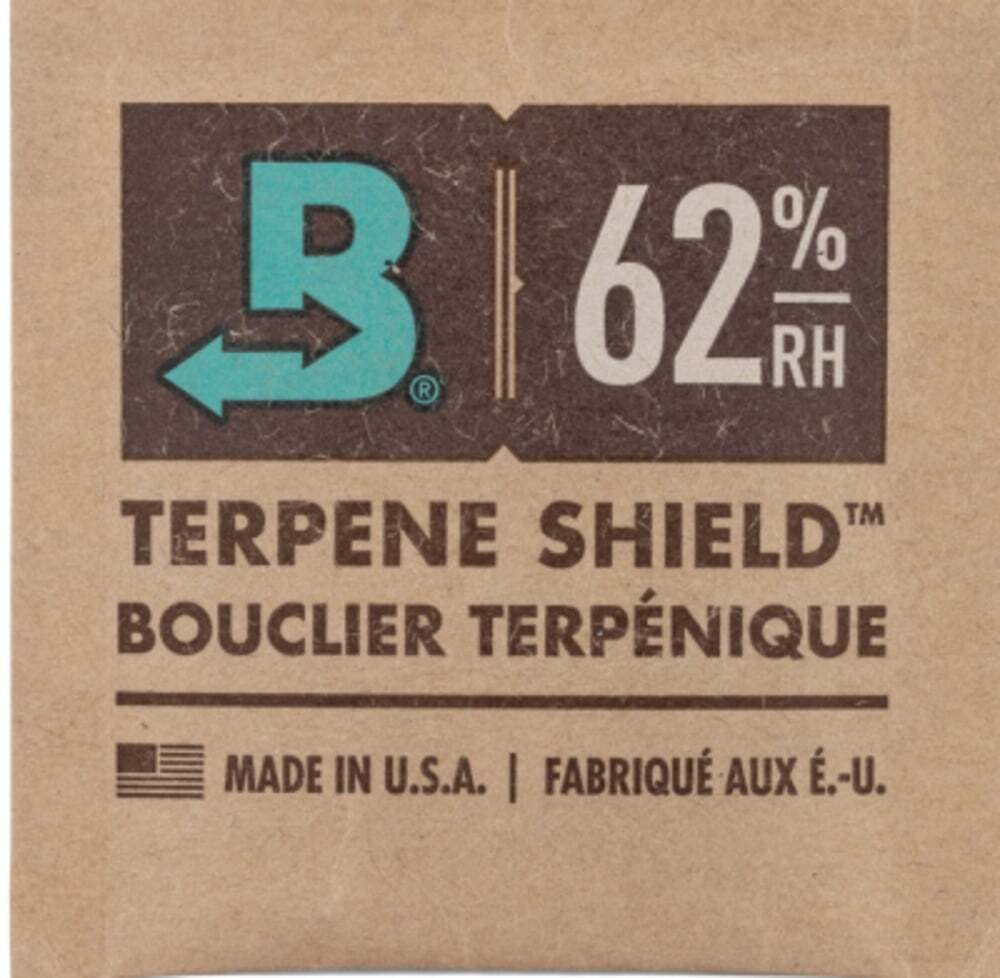 B®
62% RH
TERPENE SHIELD™
BOUCLIER TERPÉNIQUE
MADE IN U.S.A. | FABRIQUÉ AUX É.-U.